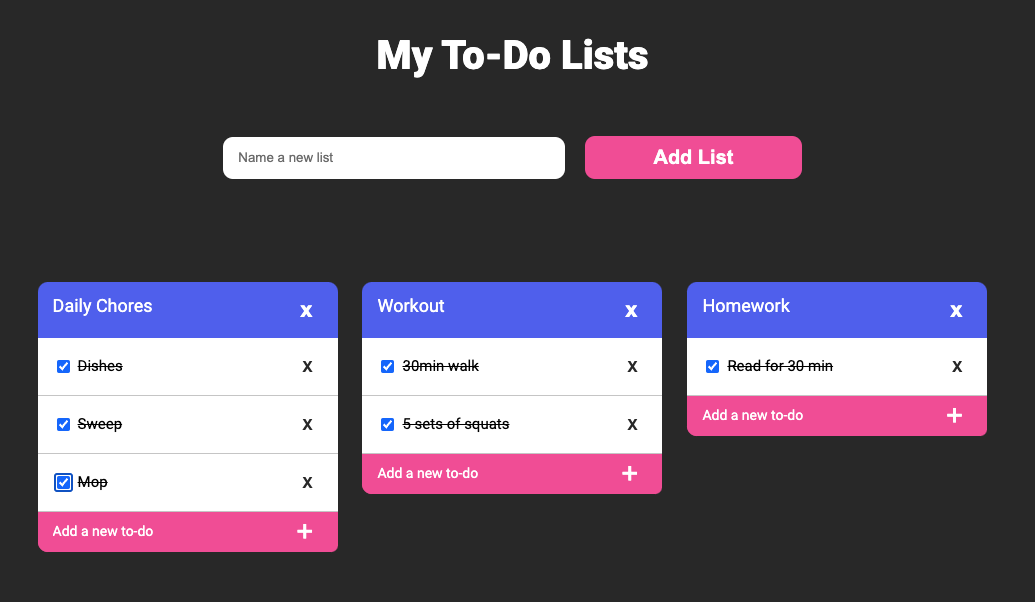 My To-Do Lists
Name a new list
Add List
Daily Chores x
Dishes X
Sweep X
Mop X
Add a new to-do +
Workout x
30min walk X
5 sets of squats X
Add a new to-do +
Homework x
Read for 30 min X
Add a new to-do +